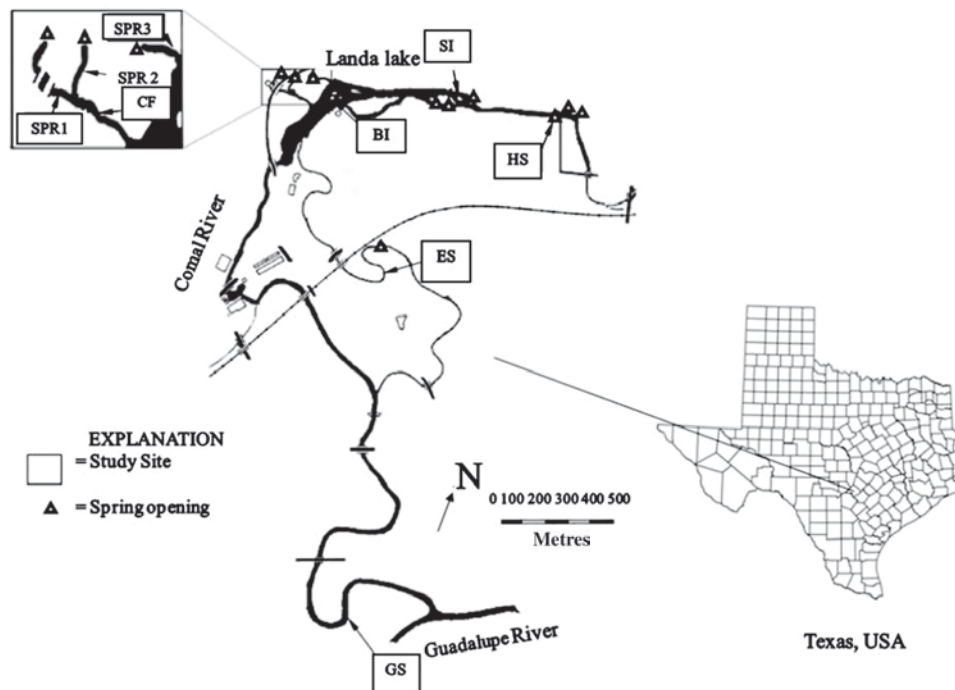 SPR3
SPR 2
CF
SPR1
Landa lake
SI
BI
HS
Comal River
ES
EXPLANATION
= Study Site
= Spring opening
N
0 100 200 300 400 500
Metres
Guadalupe River
GS
Texas, USA